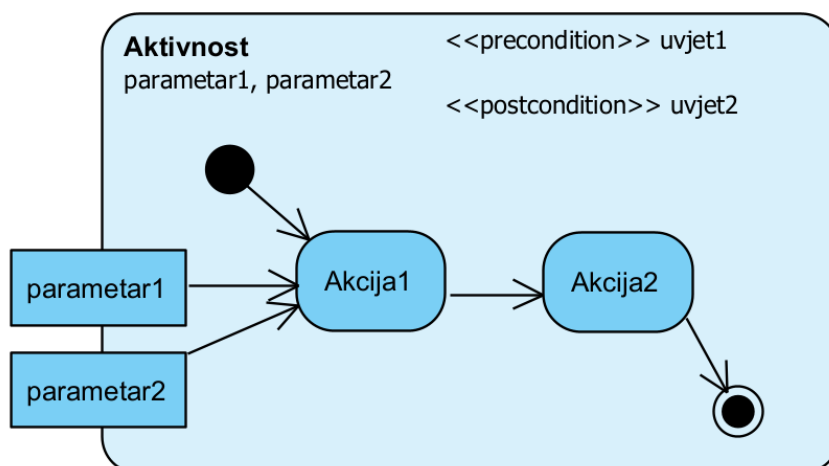 Aktivnost
parametar1, parametar2
<<precondition>> uvjet1
<<postcondition>> uvjet2
parametar1
parametar2
Akcija1
Akcija2